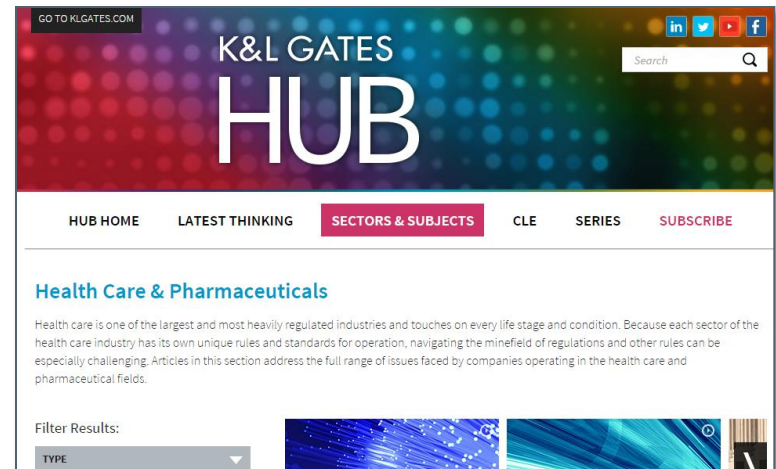 GO TO KLGATES.COM
K&L GATES
HUB
Search
HUB HOME LATEST THINKING SECTORS & SUBJECTS CLE SERIES SUBSCRIBE
Health Care & Pharmaceuticals
Health care is one of the largest and most heavily regulated industries and touches on every life stage and condition. Because each sector of the
health care industry has its own unique rules and standards for operation, navigating the minefield of regulations and other rules can be
especially challenging. Articles in this section address the full range of issues faced by companies operating in the health care and
pharmaceutical fields.
Filter Results:
TYPE